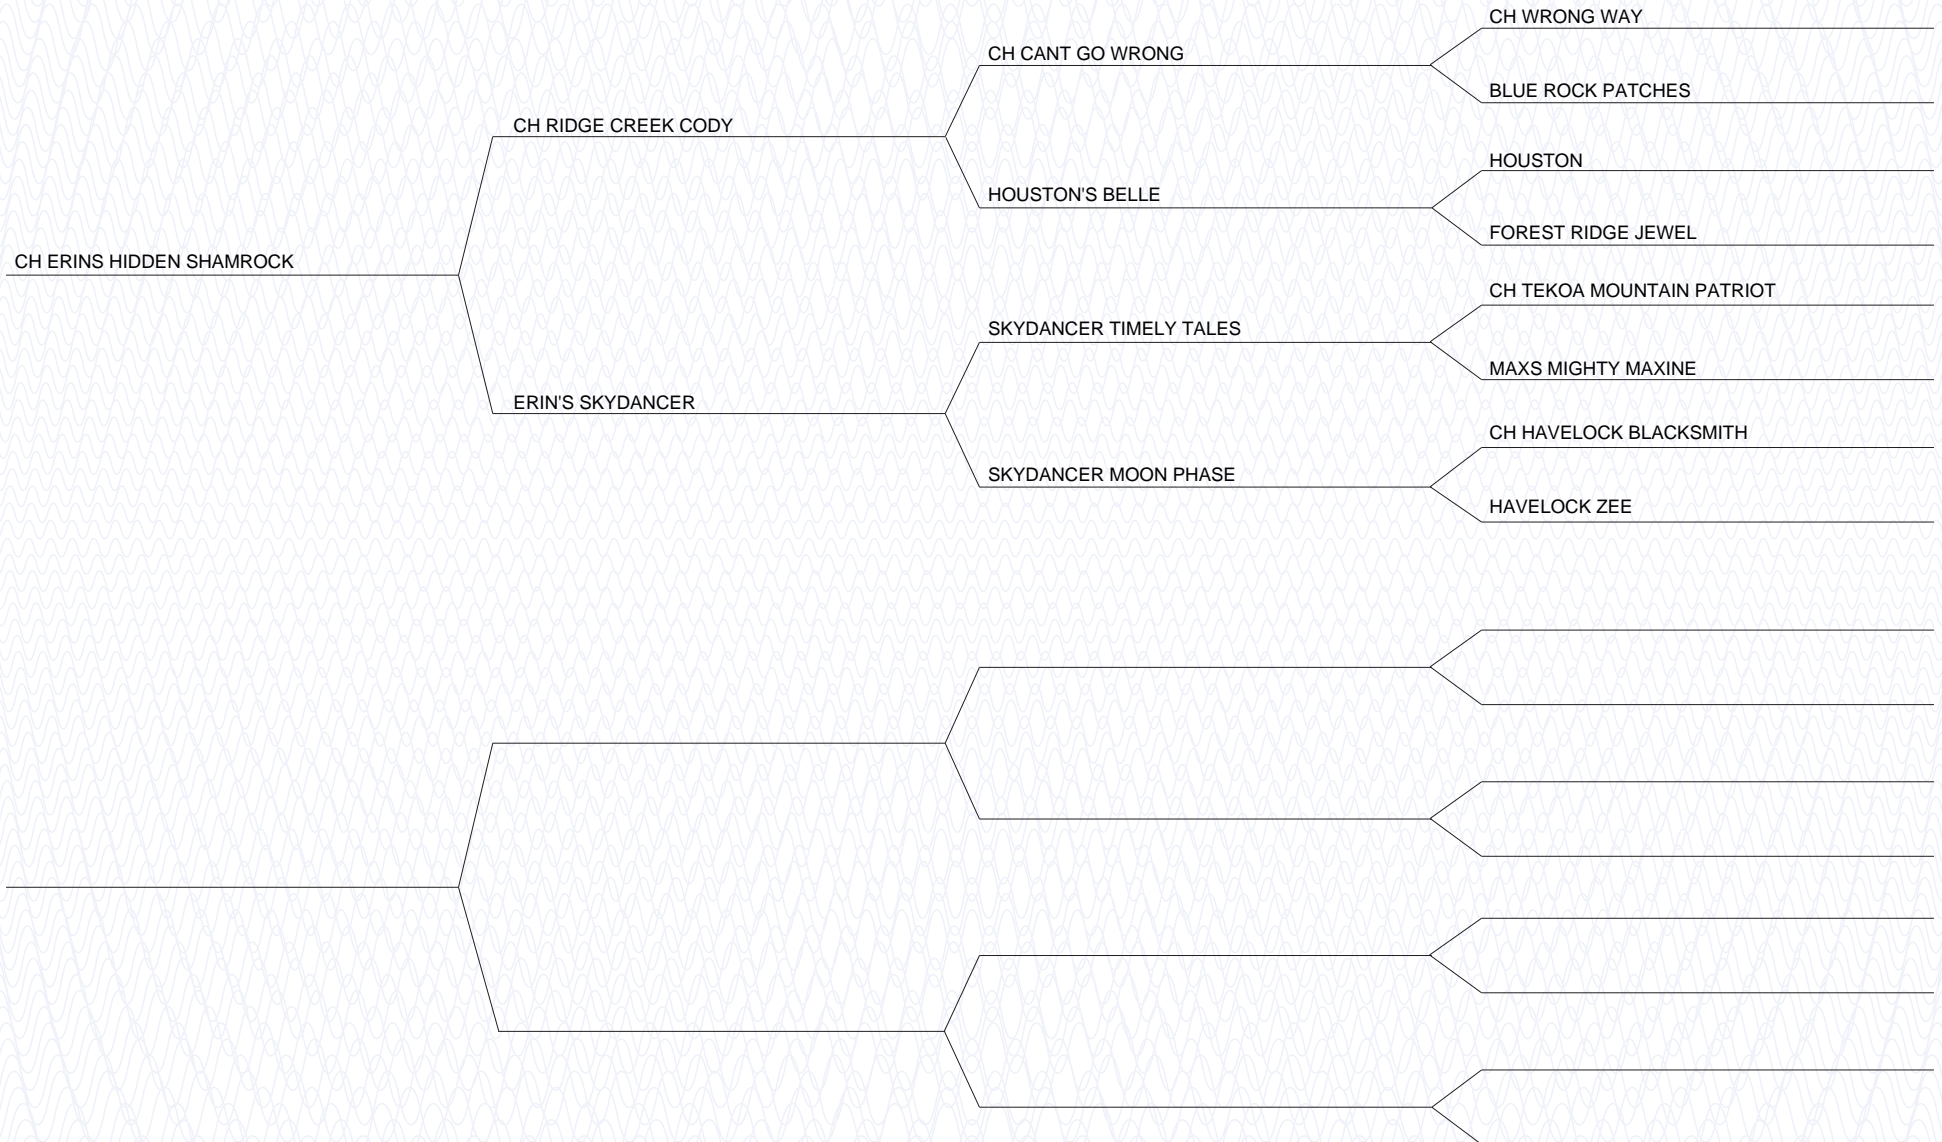 CH ERINS HIDDEN SHAMROCK
CH RIDGE CREEK CODY
ERIN'S SKYDANCER
CH CANT GO WRONG
HOUSTON'S BELLE
SKYDANCER TIMELY TALES
SKYDANCER MOON PHASE
CH WRONG WAY
BLUE ROCK PATCHES
HOUSTON
FOREST RIDGE JEWEL
CH TEKOA MOUNTAIN PATRIOT
MAXS MIGHTY MAXINE
CH HAVELOCK BLACKSMITH
HAVELOCK ZEE